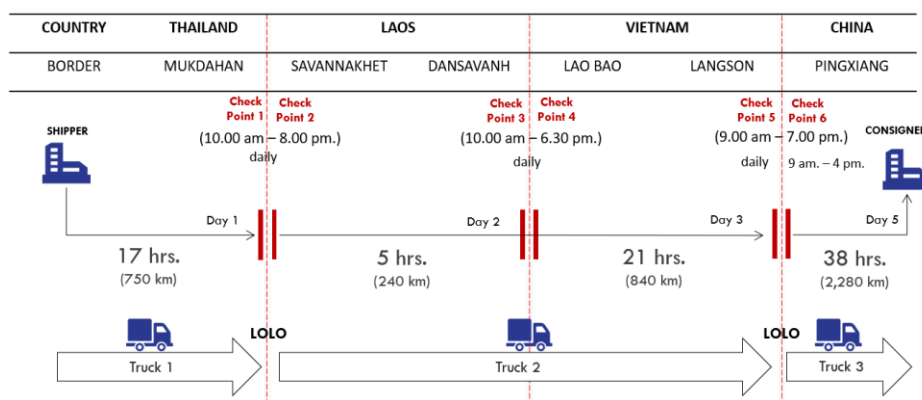 COUNTRY THAILAND LAOS VIETNAM CHINA
BORDER MUKDAHAN SAVANNAKHET DANSAVANH LAO BAO LANGSON PINGXIANG
Check Point 1 Check Point 2 Check Point 3 Check Point 4 Check Point 5 Check Point 6
SHIPPER (10.00 am – 8.00 pm.) (10.00 am – 6.30 pm.) (9.00 am – 7.00 pm.) CONSIGNEE
daily daily daily 9 am. – 4 pm.
Day 1 Day 2 Day 3 Day 5
17 hrs. 5 hrs. 21 hrs. 38 hrs.
(750 km) (240 km) (840 km) (2,280 km)
LOLO LOLO
Truck 1 Truck 2 Truck 3